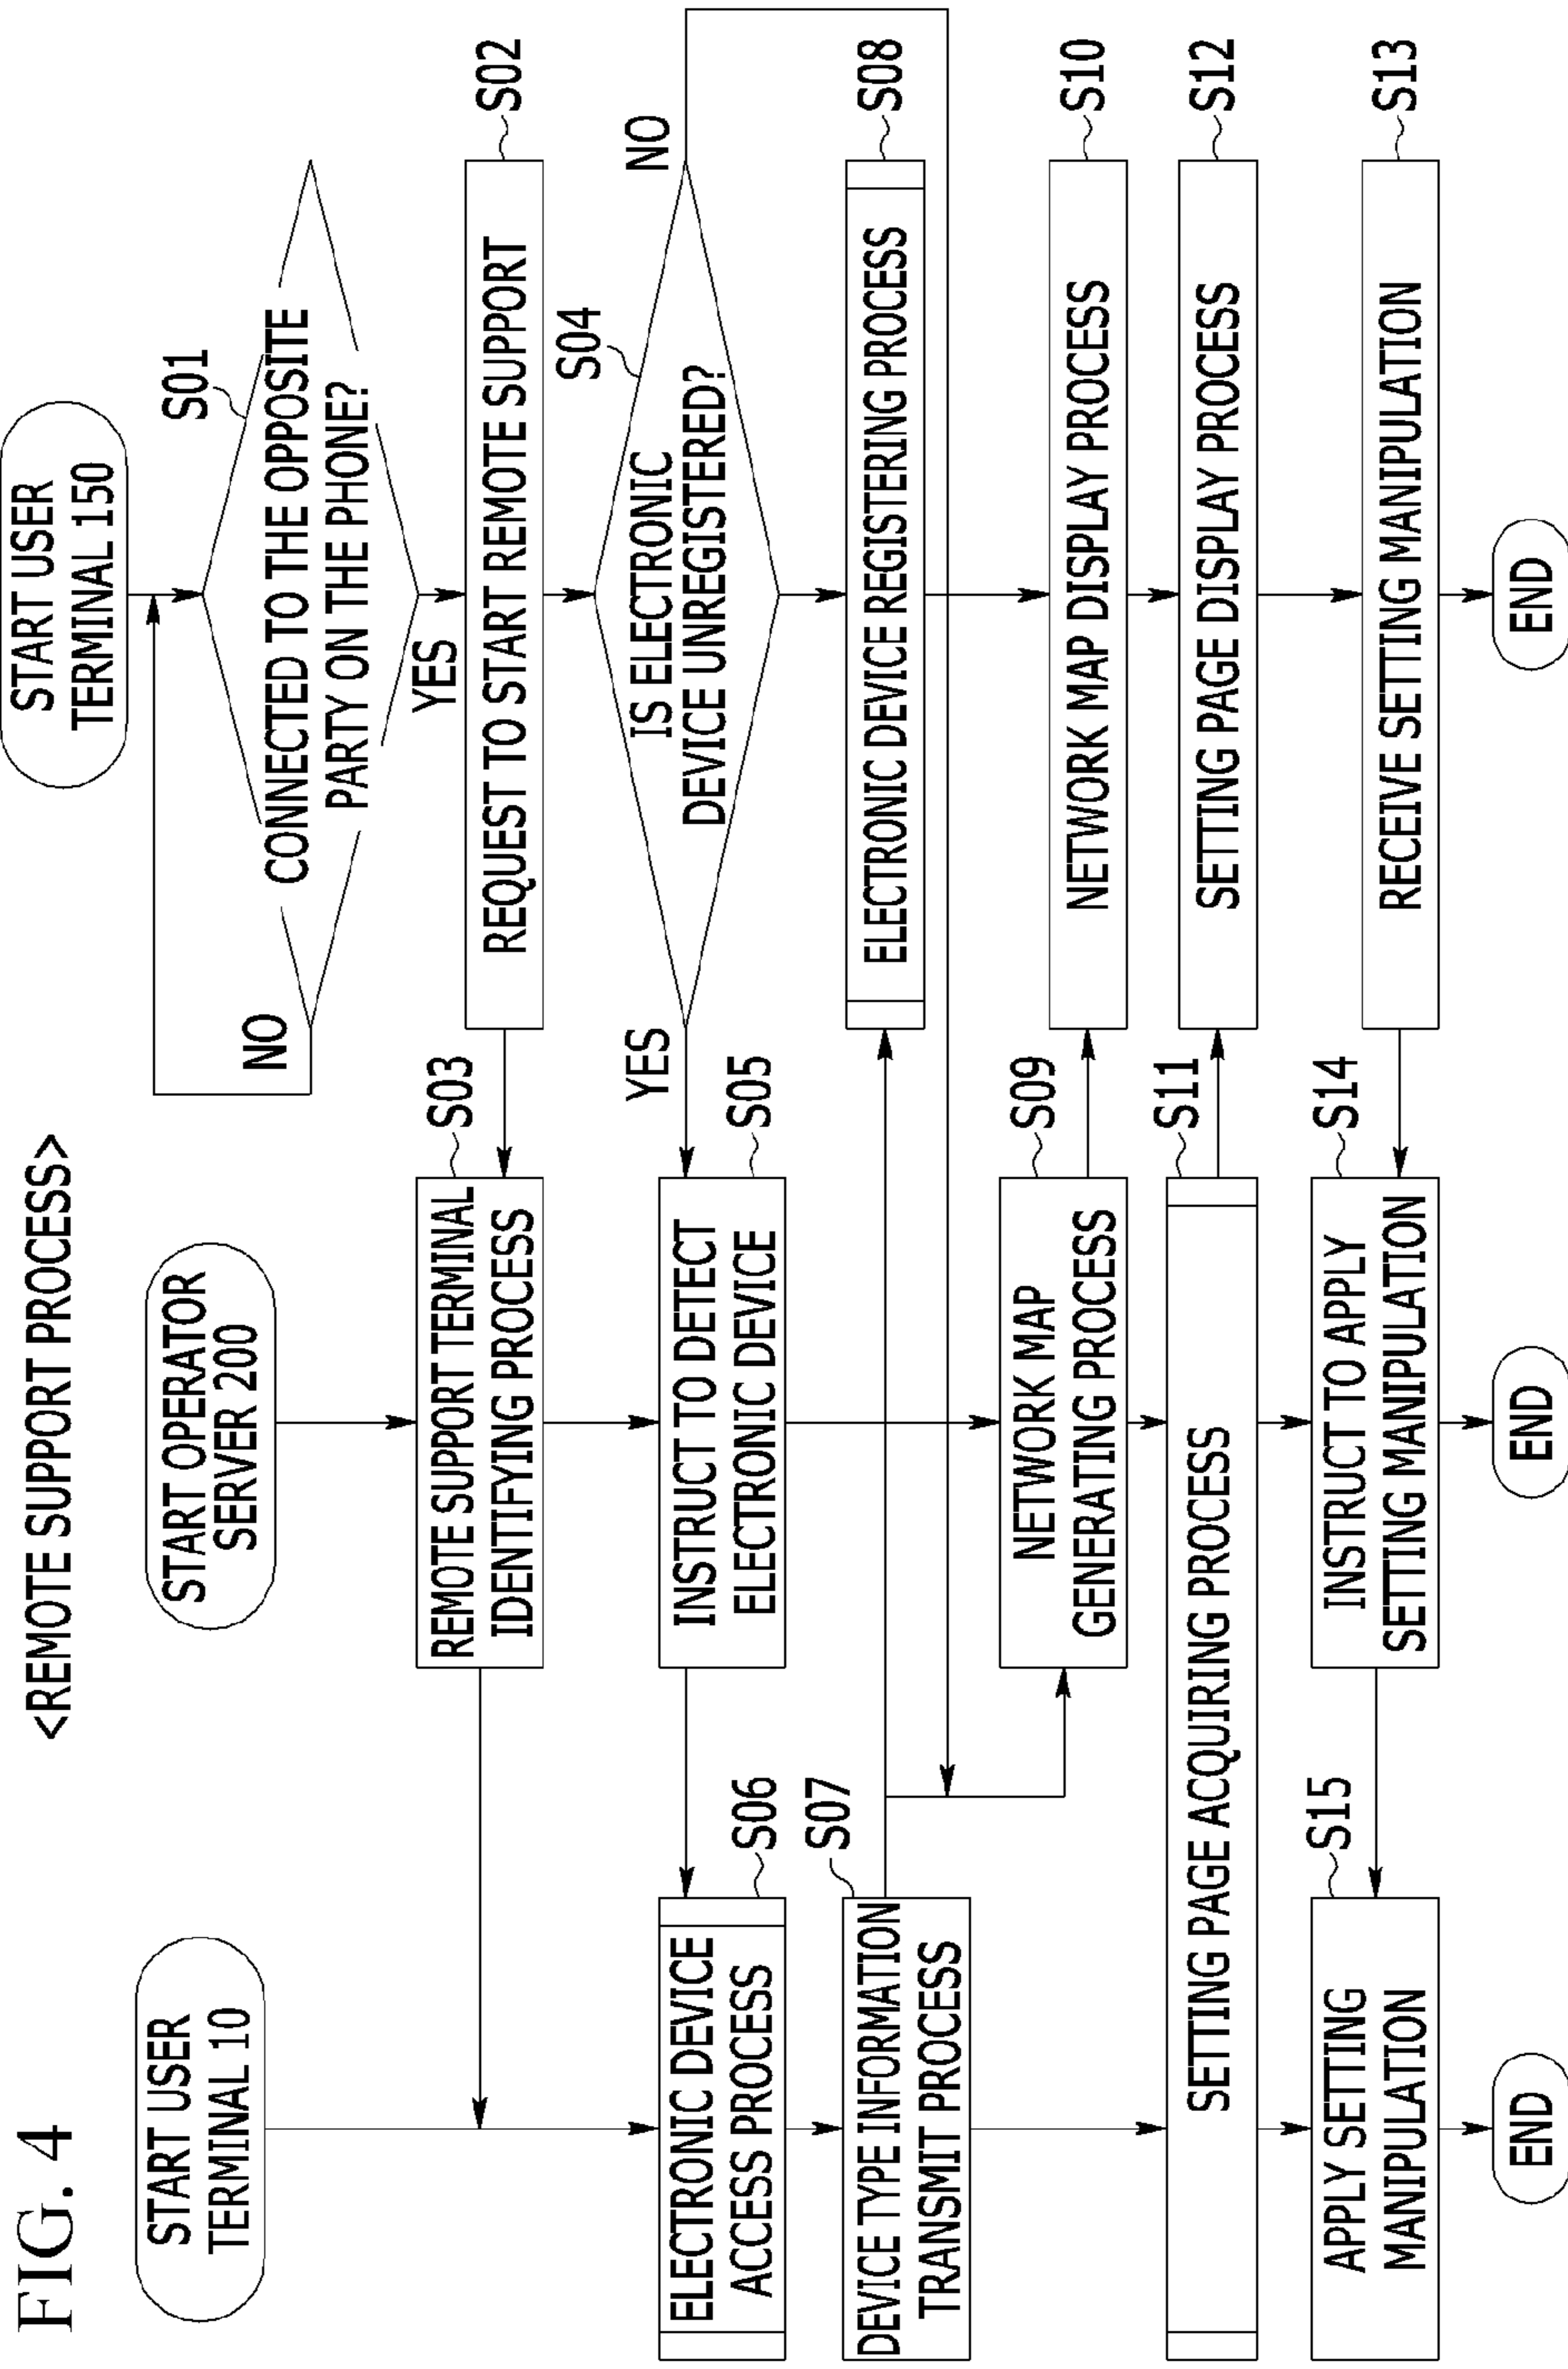 FIG. 4
<REMOTE SUPPORT PROCESS>
START USER
TERMINAL 10
START OPERATOR
SERVER 200
START USER
TERMINAL 150
S01
CONNECTED TO THE OPPOSITE
PARTY ON THE PHONE?
NO
YES
S02
REQUEST TO START REMOTE SUPPORT
S03
REMOTE SUPPORT TERMINAL
IDENTIFYING PROCESS
S04
IS ELECTRONIC
DEVICE UNREGISTERED?
YES
NO
S05
INSTRUCT TO DETECT
ELECTRONIC DEVICE
S06
ELECTRONIC DEVICE
ACCESS PROCESS
S07
DEVICE TYPE INFORMATION
TRANSMIT PROCESS
S08
ELECTRONIC DEVICE REGISTERING PROCESS
S09
NETWORK MAP
GENERATING PROCESS
S10
NETWORK MAP DISPLAY PROCESS
S11
SETTING PAGE ACQUIRING PROCESS
S12
SETTING PAGE DISPLAY PROCESS
S13
RECEIVE SETTING MANIPULATION
S14
INSTRUCT TO APPLY
SETTING MANIPULATION
S15
APPLY SETTING
MANIPULATION
END
END
END